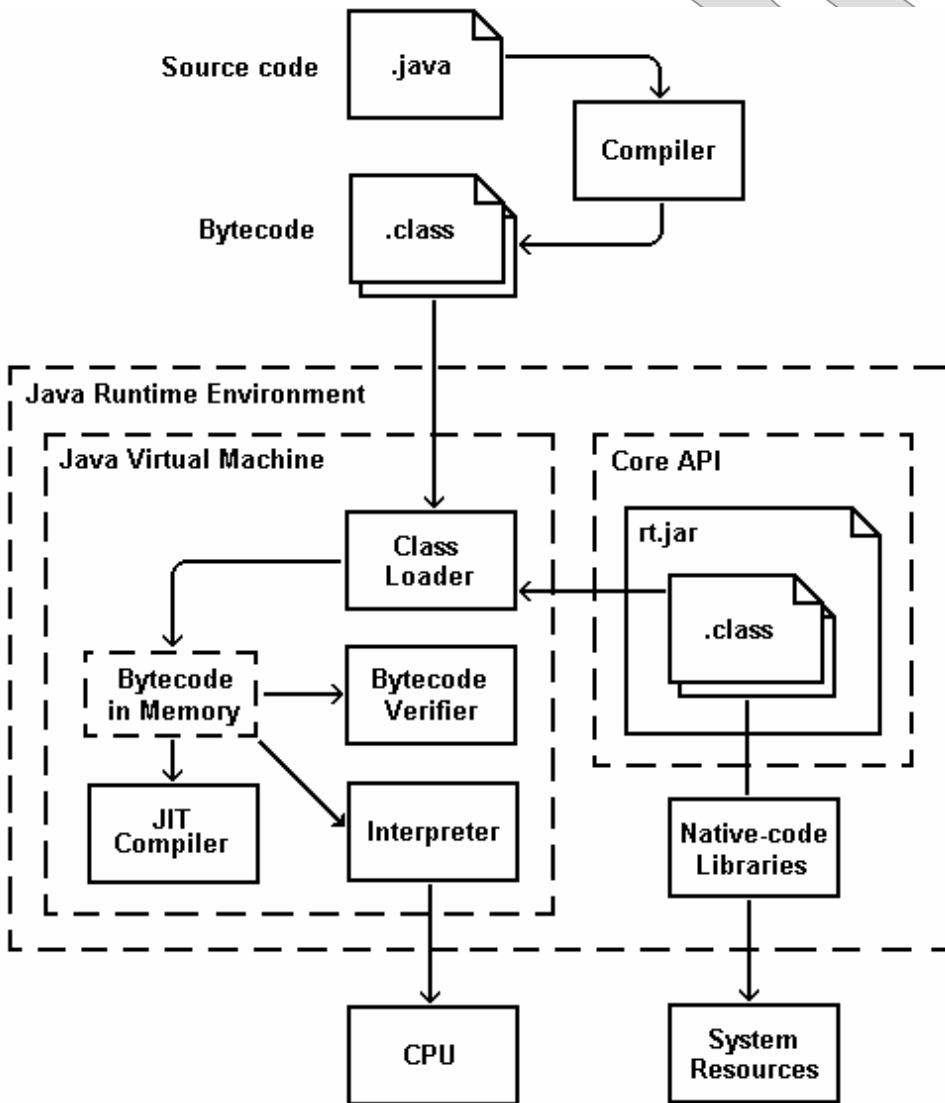 Source code
.java
Compiler
Bytecode
.class
Java Runtime Environment
Java Virtual Machine
Core API
Class
Loader
rt.jar
.class
Bytecode
in Memory
Bytecode
Verifier
JIT
Compiler
Interpreter
Native-code
Libraries
CPU
System
Resources